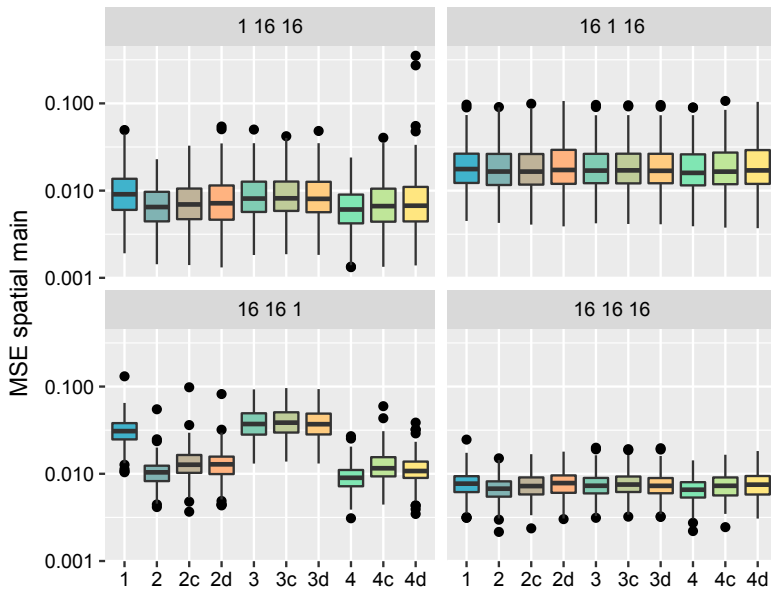 1 16 16
16 1 16
0.100
0.010
0.001
16 16 1
16 16 16
0.100
0.010
0.001
MSE spatial main
1 2 2c 2d 3 3c 3d 4 4c 4d
1 2 2c 2d 3 3c 3d 4 4c 4d